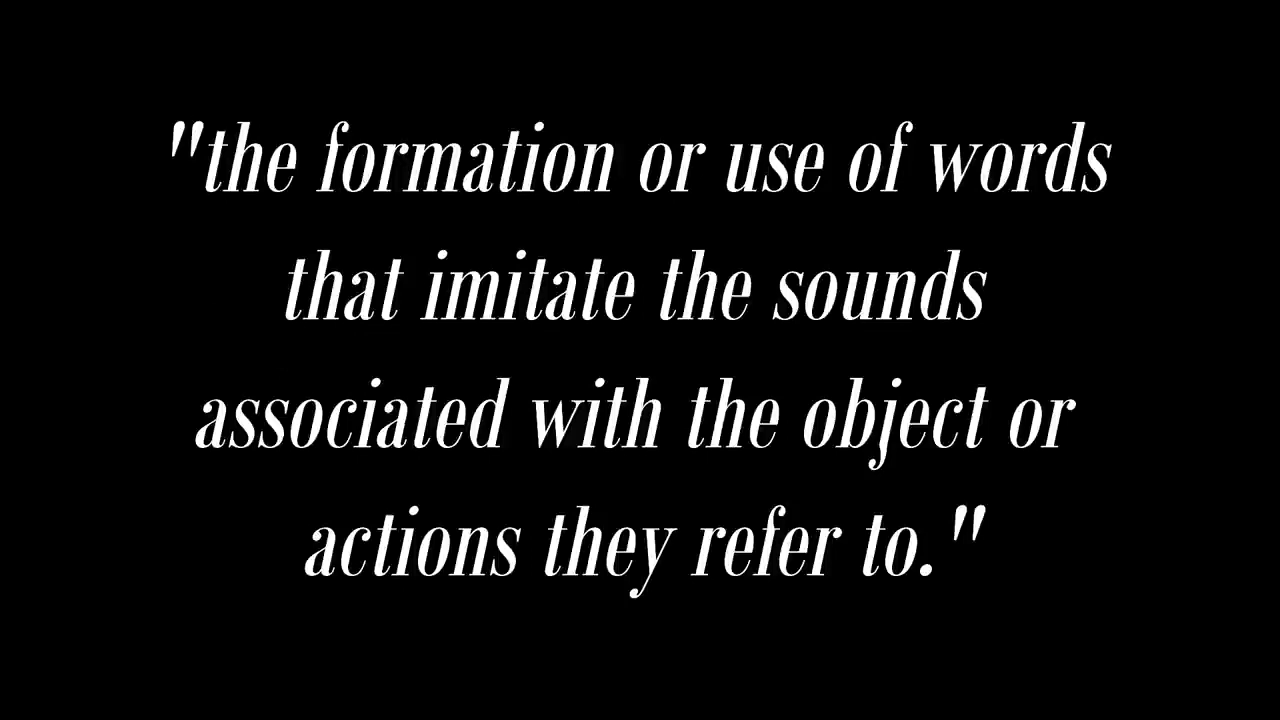 "the formation or use of words
that imitate the sounds
associated with the object or
actions they refer to."